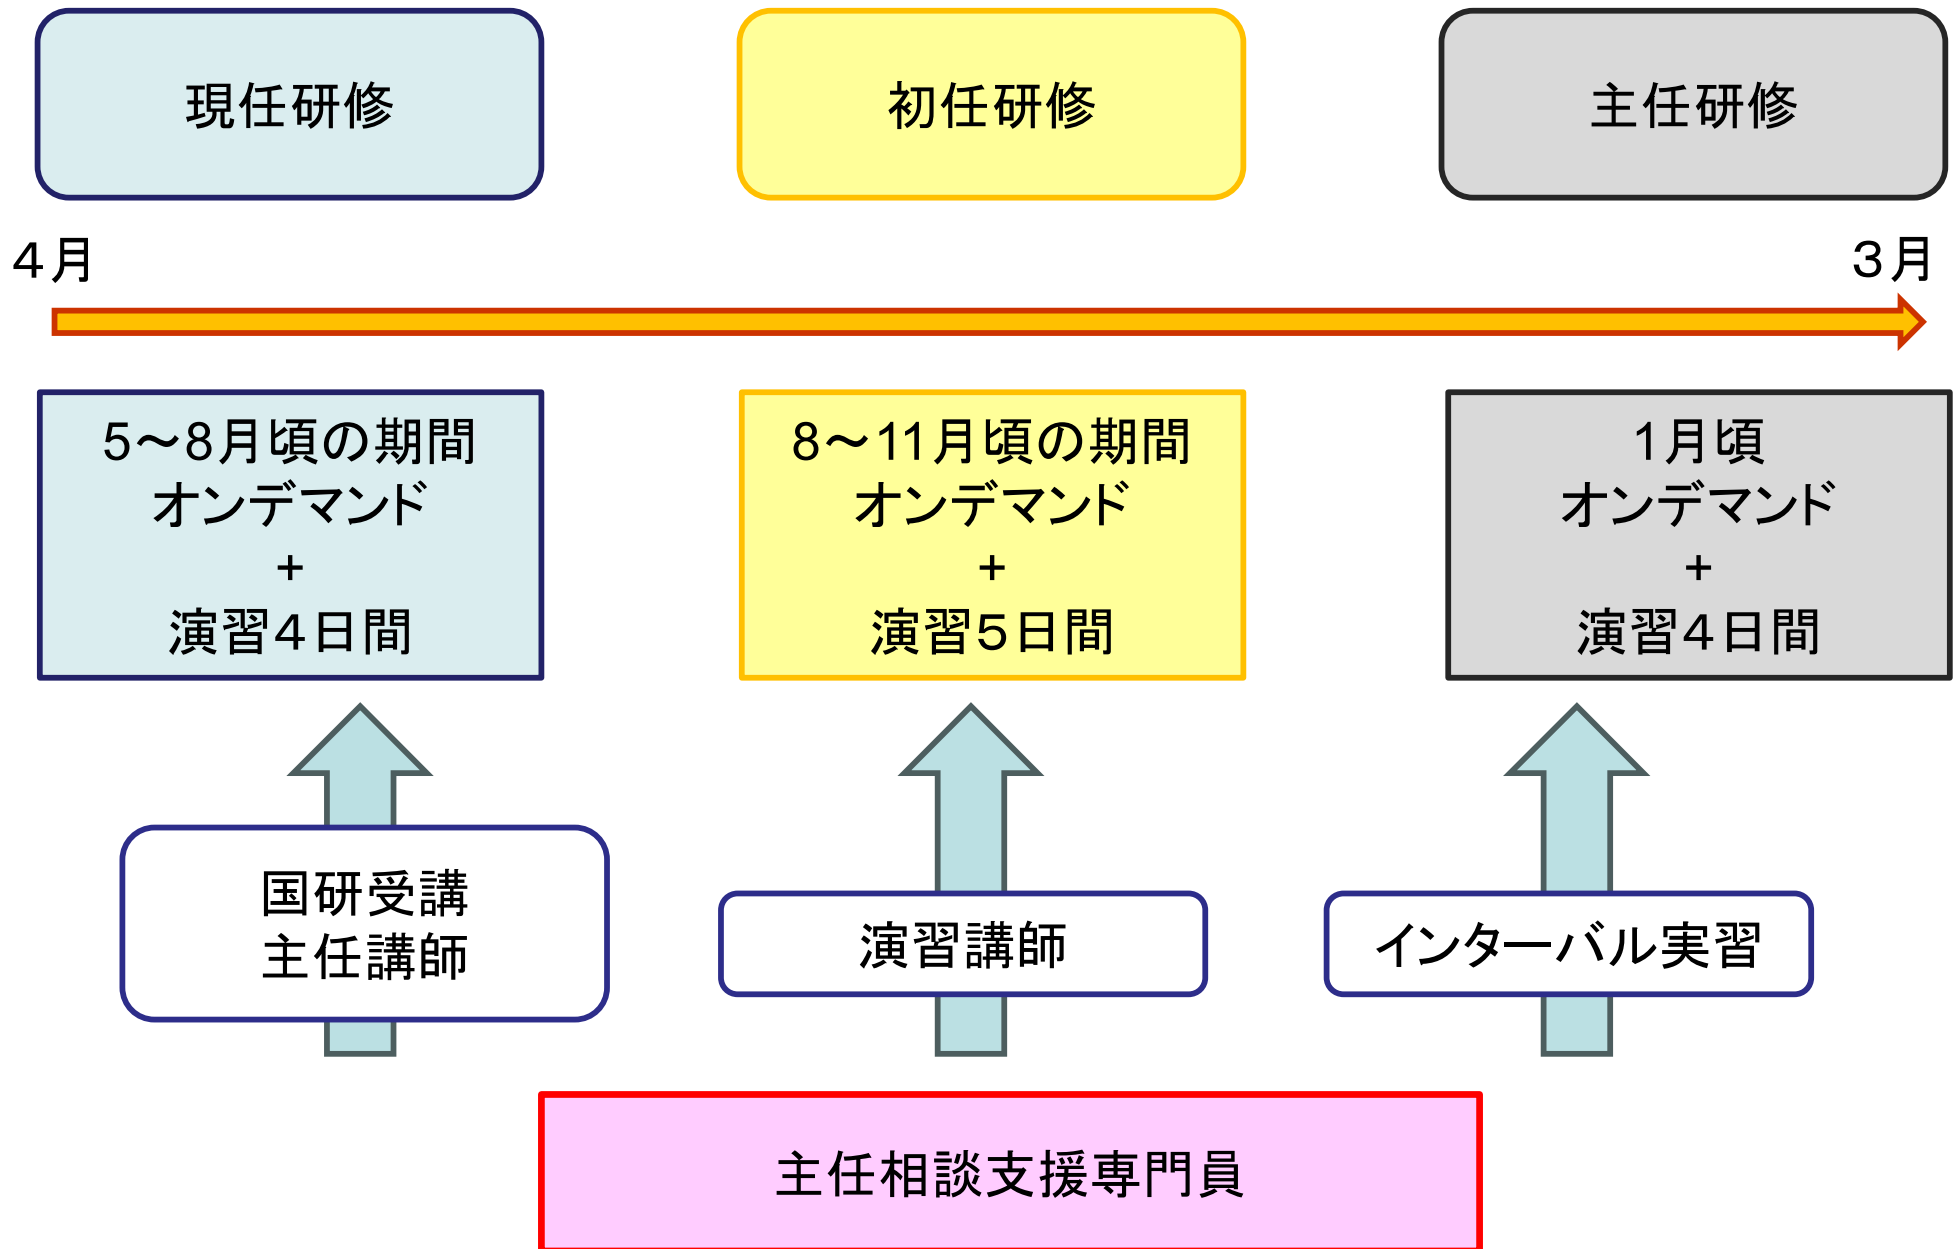 現任研修
初任研修
主任研修
４月
３月
5～8月頃の期間
オンデマンド
+
演習４日間
8～11月頃の期間
オンデマンド
+
演習５日間
1月頃
オンデマンド
+
演習４日間
国研受講
主任講師
演習講師
インターバル実習
主任相談支援専門員